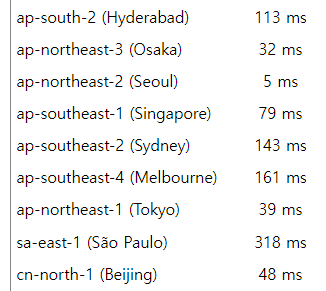 ap-south-2 (Hyderabad) 113 ms
ap-northeast-3 (Osaka) 32 ms
ap-northeast-2 (Seoul) 5 ms
ap-southeast-1 (Singapore) 79 ms
ap-southeast-2 (Sydney) 143 ms
ap-southeast-4 (Melbourne) 161 ms
ap-northeast-1 (Tokyo) 39 ms
sa-east-1 (São Paulo) 318 ms
cn-north-1 (Beijing) 48 ms